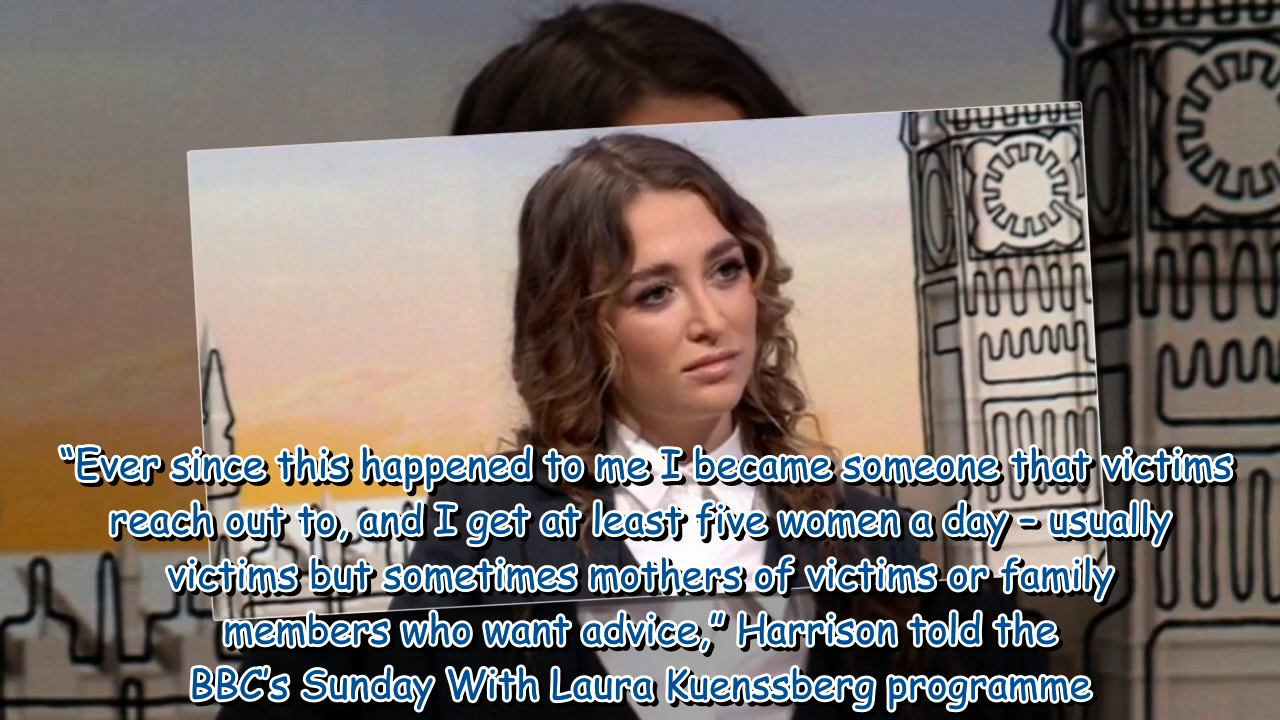 “Ever since this happened to me I became someone that victims
reach out to, and I get at least five women a day – usually
victims but sometimes mothers of victims or family
members who want advice,” Harrison told the
BBC’s Sunday With Laura Kuenssberg programme